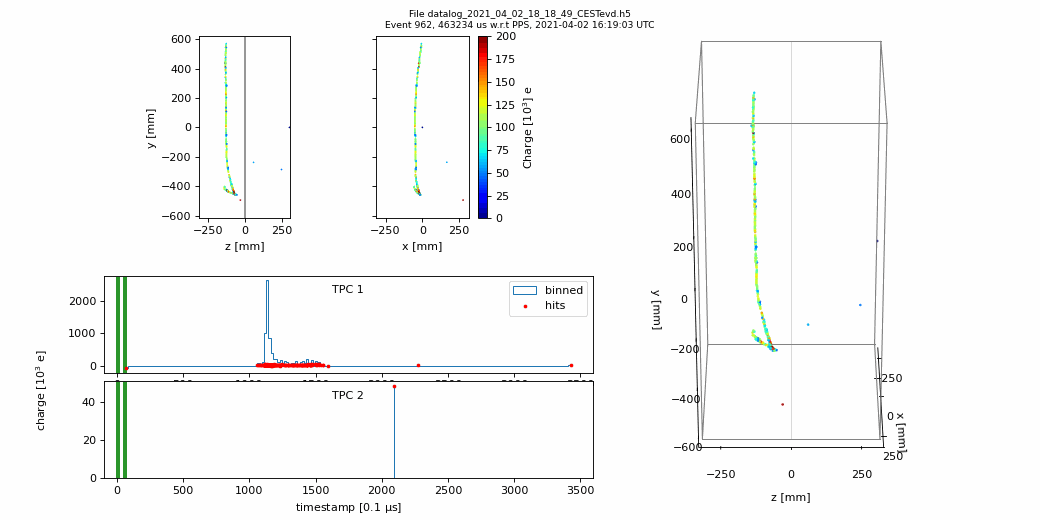 File datalog_2021_04_02_18_18_49_CESTevd.h5
Event 962, 463234 us w.r.t PPS, 2021-04-02 16:19:03 UTC
600
400
200
0
−200
−400
−600
y [mm]
−250 0 250
z [mm]
−250 0 250
x [mm]
200
175
150
125
100
75
50
25
0
Charge [10³] e
TPC 1
binned
hits
2000
1000
0
TPC 2
40
20
0
charge [10³ e]
0 500 1000 1500 2000 2500 3000 3500
timestamp [0.1 μs]
600
400
200
0
−200
−400
−600
y [mm]
−250 0 250
z [mm]
−250
0
250
x [mm]